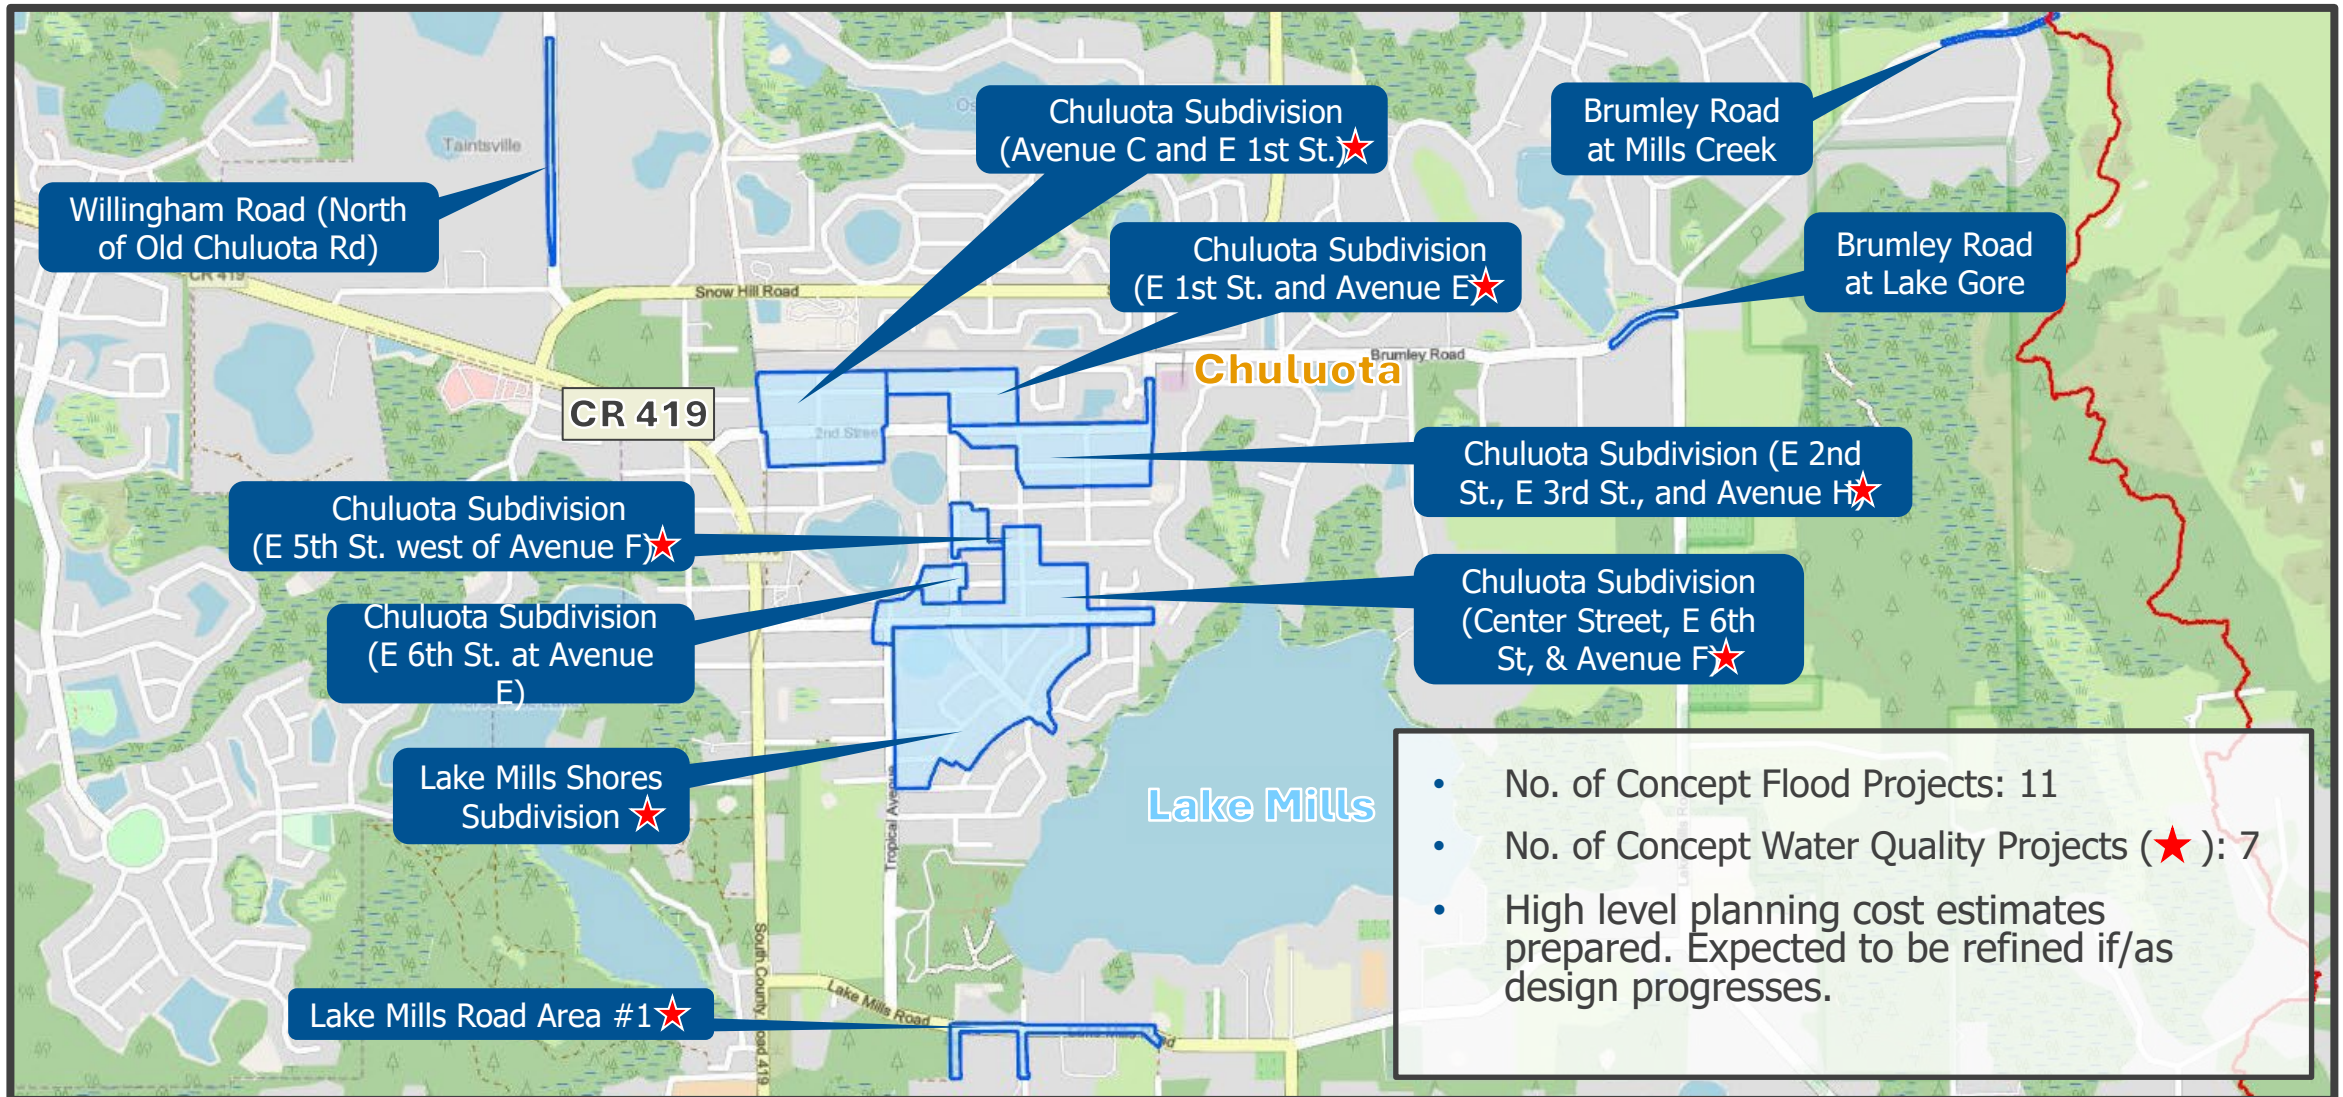 Taintsville
Chuluota Subdivision
(Avenue C and E 1st St.)
Brumley Road
at Mills Creek
Willingham Road (North
of Old Chuluota Rd)
Chuluota Subdivision
(E 1st St. and Avenue E)
Brumley Road
at Lake Gore
CR 419
Snow Hill Road
Brumley Road
Chuluota
CR 419
2nd Street
Chuluota Subdivision (E 2nd
St., E 3rd St., and Avenue H)
Chuluota Subdivision
(E 5th St. west of Avenue F)
Chuluota Subdivision
(Center Street, E 6th
St, & Avenue F)
Chuluota Subdivision
(E 6th St. at Avenue
E)
Lake Mills Shores
Subdivision
Tropical Avenue
Lake Mills
• No. of Concept Flood Projects: 11
• No. of Concept Water Quality Projects (★ ): 7
• High level planning cost estimates
prepared. Expected to be refined if/as
design progresses.
South County Road 419
Lake Mills Road
Lake Mills Road Area #1